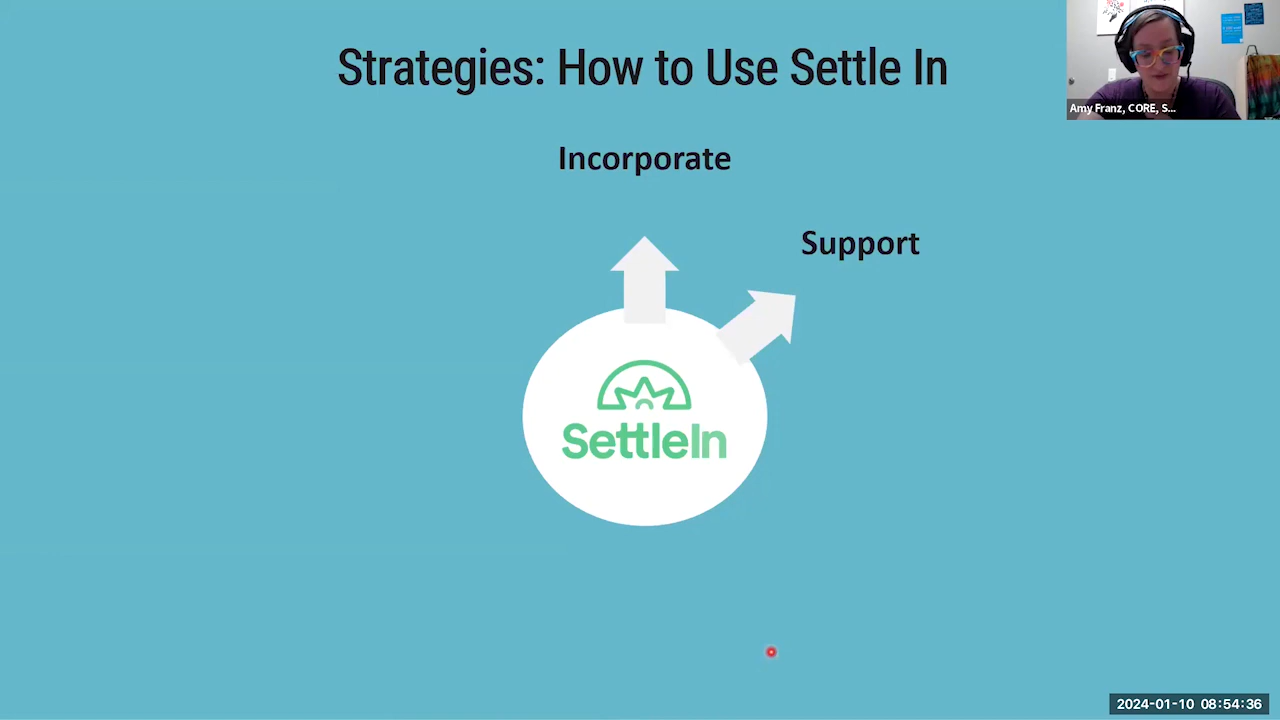 Strategies: How to Use Settle In
Amy Franz, CORE, S...
Incorporate
Support
SettleIn
2024-01-10 08:54:36